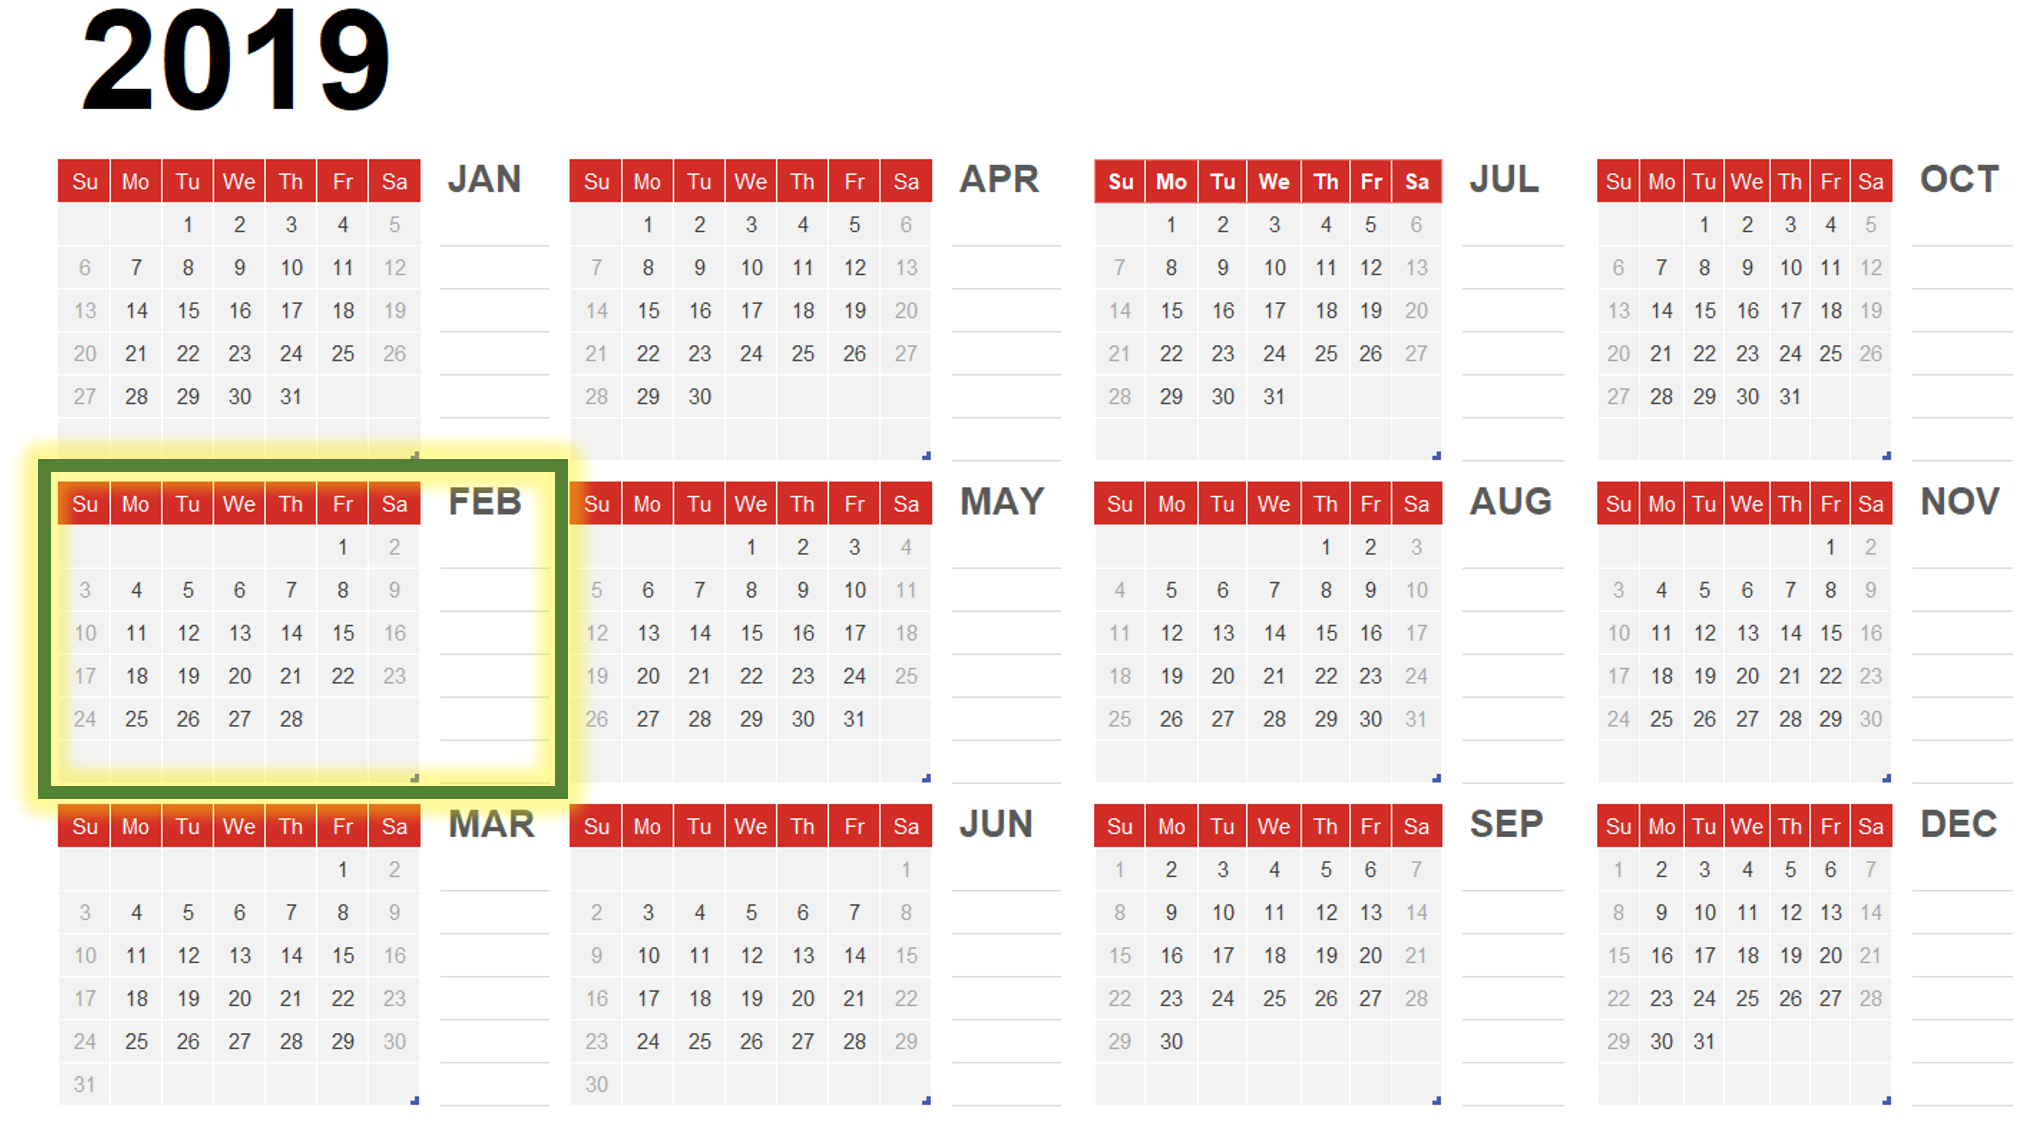 2019
JAN
Su Mo Tu We Th Fr Sa
1 2 3 4 5
6 7 8 9 10 11 12
13 14 15 16 17 18 19
20 21 22 23 24 25 26
27 28 29 30 31
APR
Su Mo Tu We Th Fr Sa
1 2 3 4 5 6
7 8 9 10 11 12 13
14 15 16 17 18 19 20
21 22 23 24 25 26 27
28 29 30
JUL
Su Mo Tu We Th Fr Sa
1 2 3 4 5 6
7 8 9 10 11 12 13
14 15 16 17 18 19 20
21 22 23 24 25 26 27
28 29 30 31
OCT
Su Mo Tu We Th Fr Sa
1 2 3 4 5
6 7 8 9 10 11 12
13 14 15 16 17 18 19
20 21 22 23 24 25 26
27 28 29 30 31
FEB
Su Mo Tu We Th Fr Sa
1 2
3 4 5 6 7 8 9
10 11 12 13 14 15 16
17 18 19 20 21 22 23
24 25 26 27 28
MAY
Su Mo Tu We Th Fr Sa
1 2 3 4
5 6 7 8 9 10 11
12 13 14 15 16 17 18
19 20 21 22 23 24 25
26 27 28 29 30 31
AUG
Su Mo Tu We Th Fr Sa
1 2 3
4 5 6 7 8 9 10
11 12 13 14 15 16 17
18 19 20 21 22 23 24
25 26 27 28 29 30 31
NOV
Su Mo Tu We Th Fr Sa
1 2
3 4 5 6 7 8 9
10 11 12 13 14 15 16
17 18 19 20 21 22 23
24 25 26 27 28 29 30
MAR
Su Mo Tu We Th Fr Sa
1 2
3 4 5 6 7 8 9
10 11 12 13 14 15 16
17 18 19 20 21 22 23
24 25 26 27 28 29 30
31
JUN
Su Mo Tu We Th Fr Sa
1
2 3 4 5 6 7 8
9 10 11 12 13 14 15
16 17 18 19 20 21 22
23 24 25 26 27 28 29
30
SEP
Su Mo Tu We Th Fr Sa
1 2 3 4 5 6 7
8 9 10 11 12 13 14
15 16 17 18 19 20 21
22 23 24 25 26 27 28
29 30
DEC
Su Mo Tu We Th Fr Sa
1 2 3 4 5 6 7
8 9 10 11 12 13 14
15 16 17 18 19 20 21
22 23 24 25 26 27 28
29 30 31